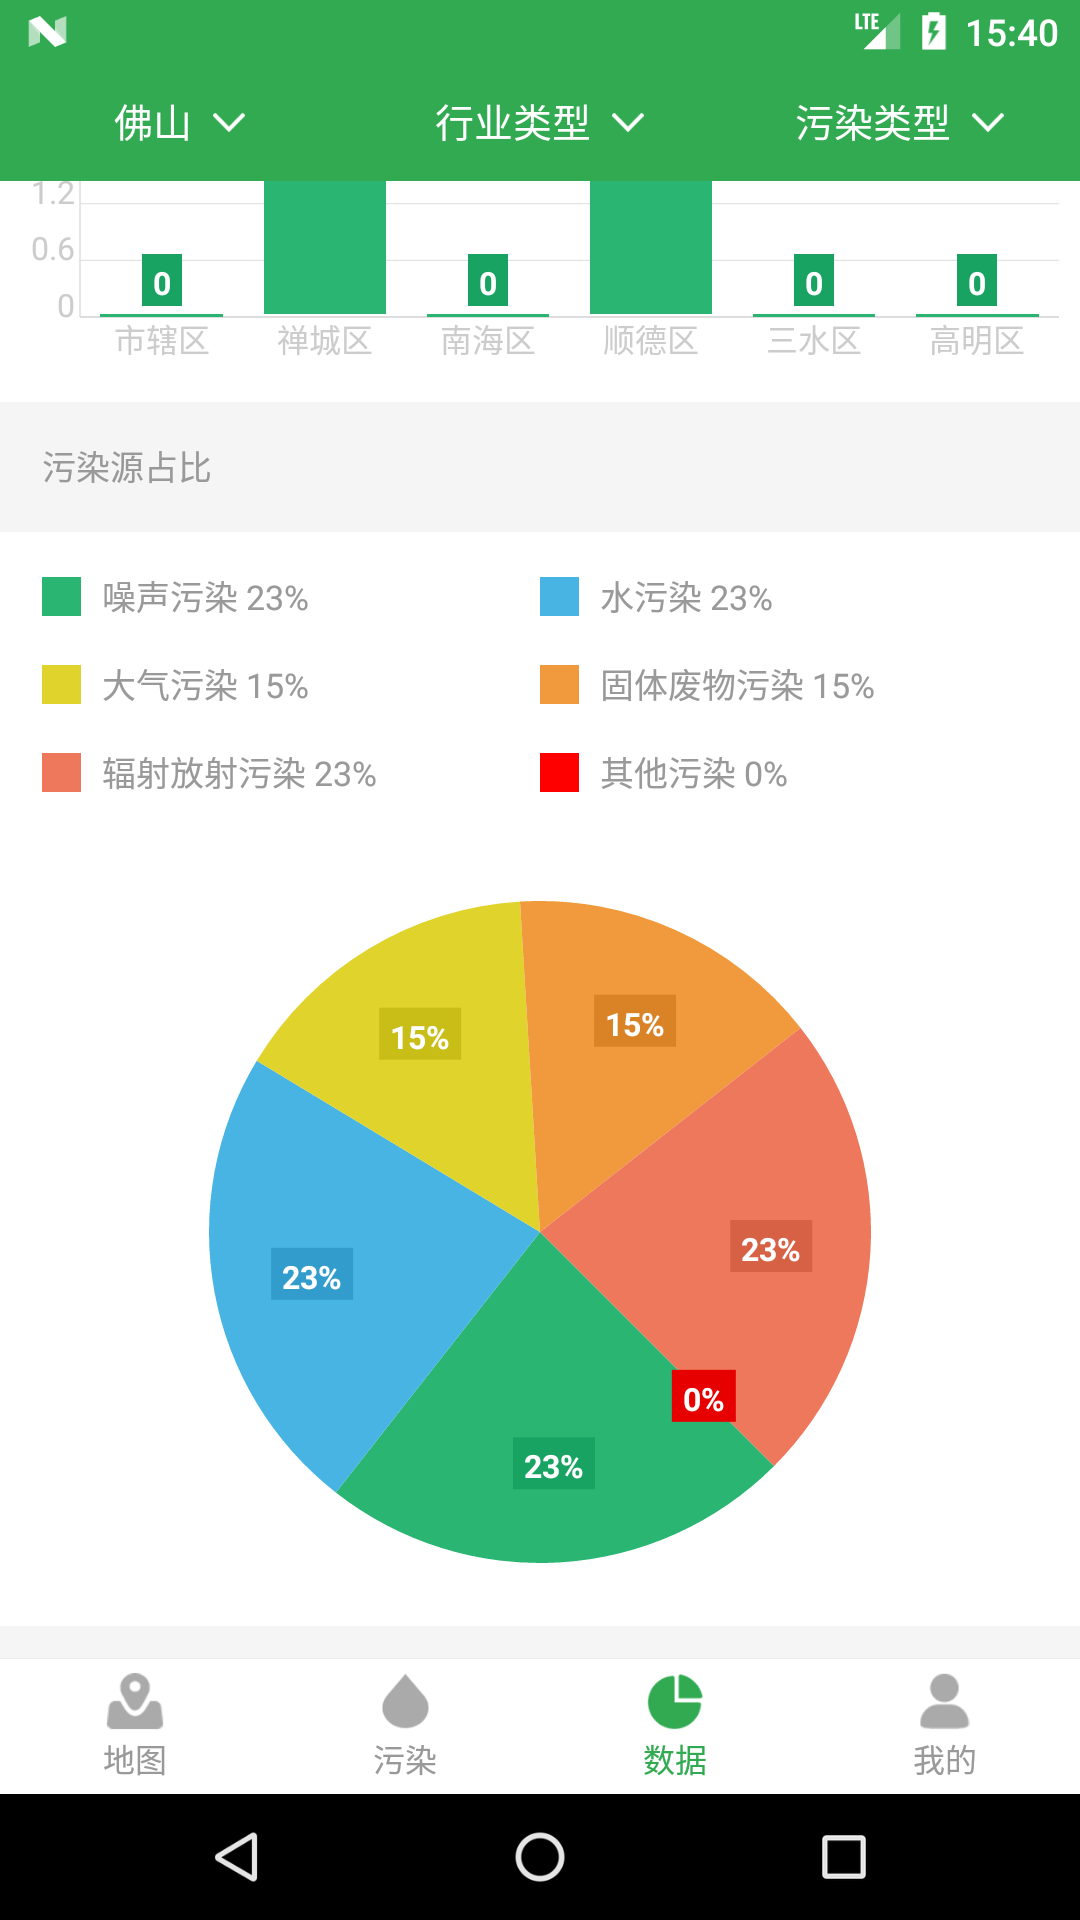 LTE 15:40
佛山 行业类型 污染类型
1.2
0.6
0 0 0 0
0
市辖区 禅城区 南海区 顺德区 三水区 高明区
污染源占比
噪声污染 23% 水污染 23%
大气污染 15% 固体废物污染 15%
辐射放射污染 23% 其他污染 0%
15%
15%
23%
23%
0%
23%
地图 污染 数据 我的